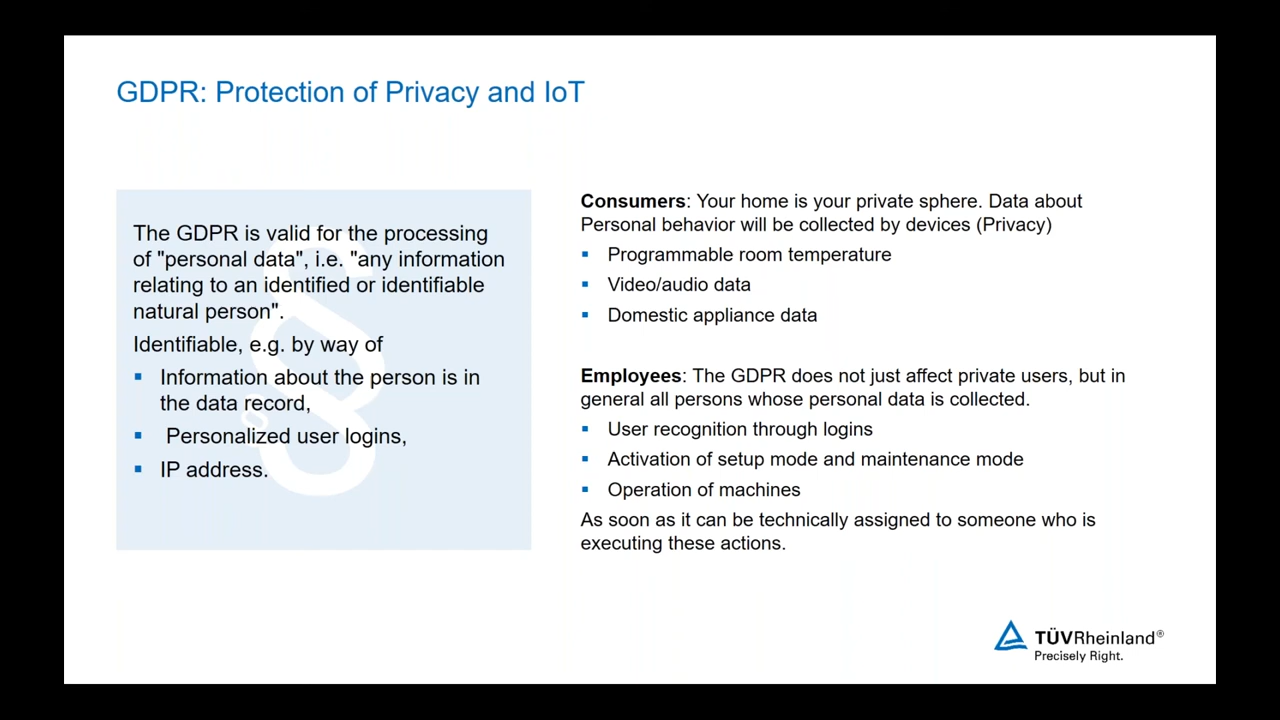 GDPR: Protection of Privacy and IoT
The GDPR is valid for the processing
of "personal data", i.e. "any information
relating to an identified or identifiable
natural person".
Identifiable, e.g. by way of
▪ Information about the person is in
the data record,
▪ Personalized user logins,
▪ IP address.
Consumers: Your home is your private sphere. Data about
Personal behavior will be collected by devices (Privacy)
▪ Programmable room temperature
▪ Video/audio data
▪ Domestic appliance data
Employees: The GDPR does not just affect private users, but in
general all persons whose personal data is collected.
▪ User recognition through logins
▪ Activation of setup mode and maintenance mode
▪ Operation of machines
As soon as it can be technically assigned to someone who is
executing these actions.
TÜVRheinland®
Precisely Right.